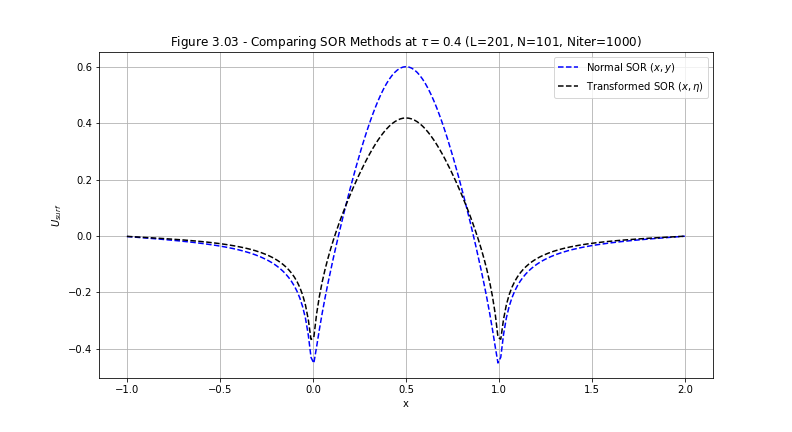 Figure 3.03 - Comparing SOR Methods at τ = 0.4 (L=201, N=101, Niter=1000)
Normal SOR (x, y)
Transformed SOR (x, η)
0.6
0.4
0.2
0.0
−0.2
−0.4
U_surf
−1.0 −0.5 0.0 0.5 1.0 1.5 2.0
x